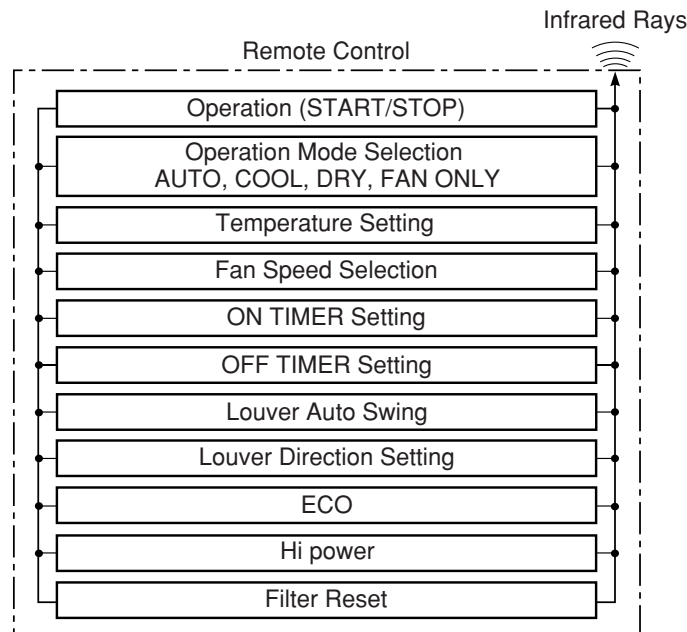 Infrared Rays
Remote Control
Operation (START/STOP)
Operation Mode Selection
AUTO, COOL, DRY, FAN ONLY
Temperature Setting
Fan Speed Selection
ON TIMER Setting
OFF TIMER Setting
Louver Auto Swing
Louver Direction Setting
ECO
Hi power
Filter Reset